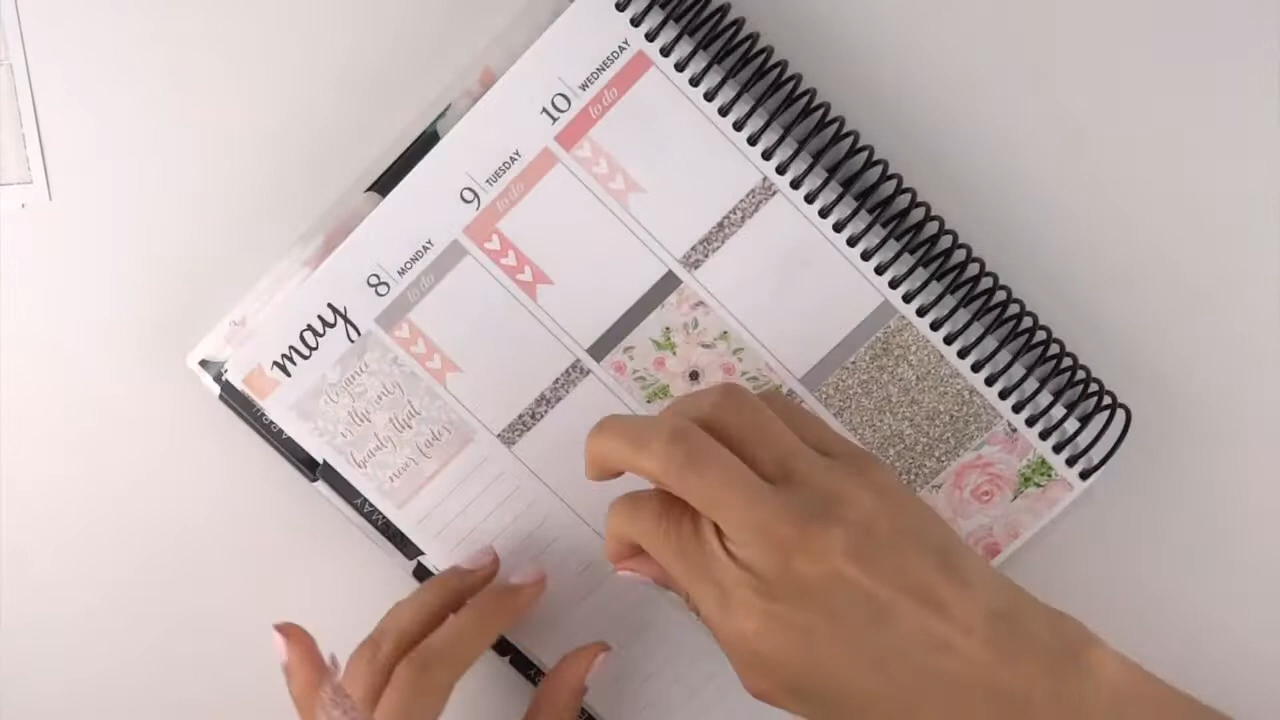 10 WEDNESDAY
to do
9 TUESDAY
to do
8 MONDAY
to do
may
elegance
is the only
beauty that
never fades
APRIL
MAY